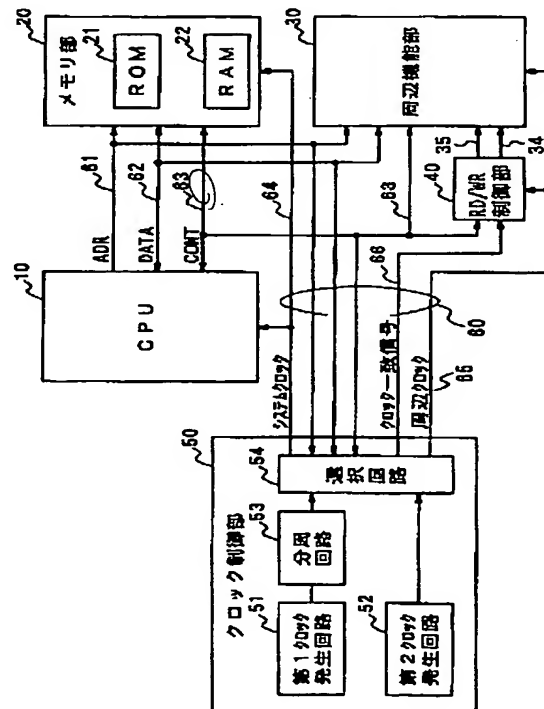 20
メモリ部
21
ROM
22
RAM
30
周辺機能部
61
62
63
64
35
34
40
RD/WR
制御部
ADR
DATA
CONT
63
10
CPU
68
60
システムクロック
クロック一致信号
周辺クロック
66
50
クロック制御部
54
選択回路
53
分周
回路
51
第1クロック
発生回路
52
第2クロック
発生回路